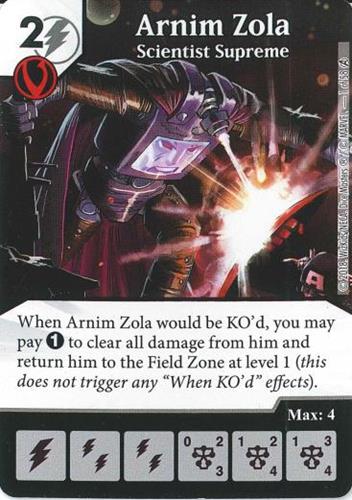 2
Arnim Zola
Scientist Supreme
When Arnim Zola would be KO’d, you may
pay 1 to clear all damage from him and
return him to the Field Zone at level 1 (this
does not trigger any “When KO’d” effects).
Max: 4
0 2 3
1 2 4
1 3 4